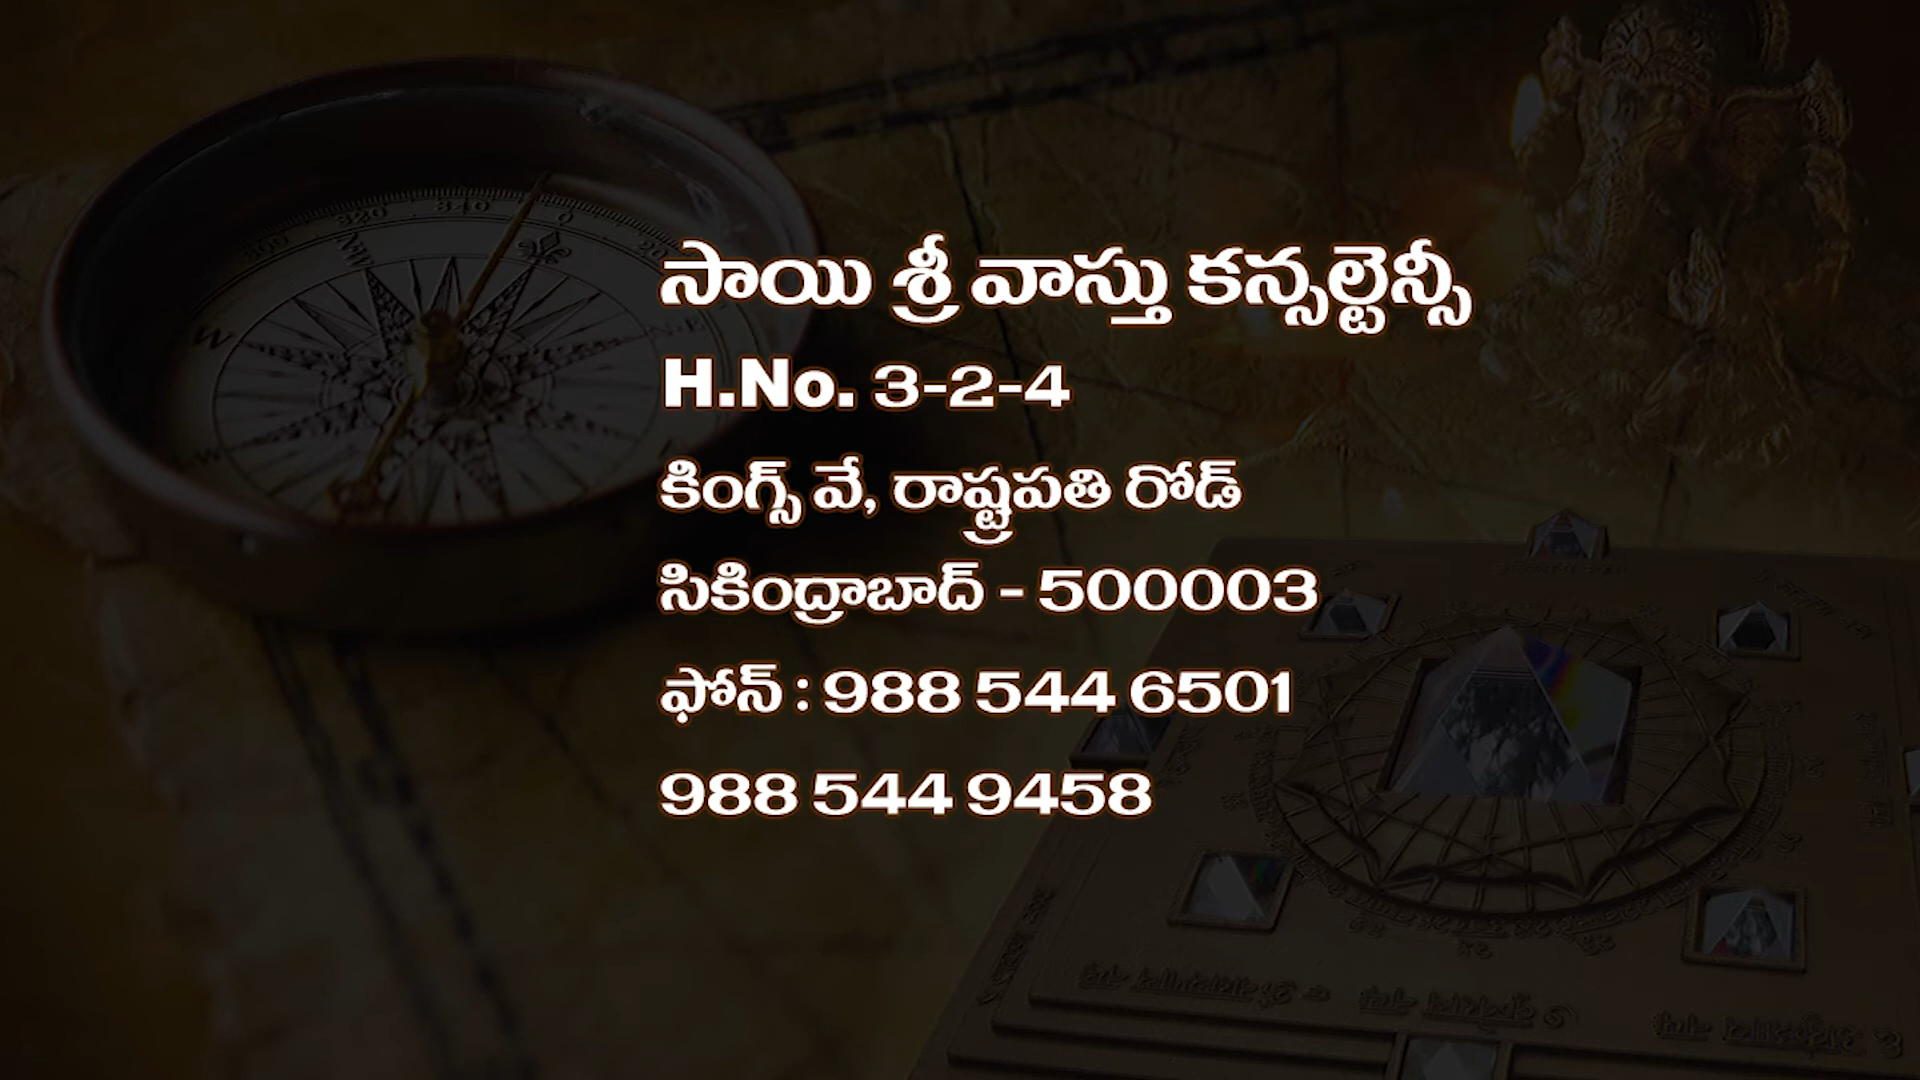 సాయి శ్రీ వాస్తు కన్సల్టెన్సీ
H.No. 3-2-4
కింగ్స్ వే, రాష్ట్రపతి రోడ్
సికింద్రాబాద్ - 500003
ఫోన్ : 988 544 6501
988 544 9458